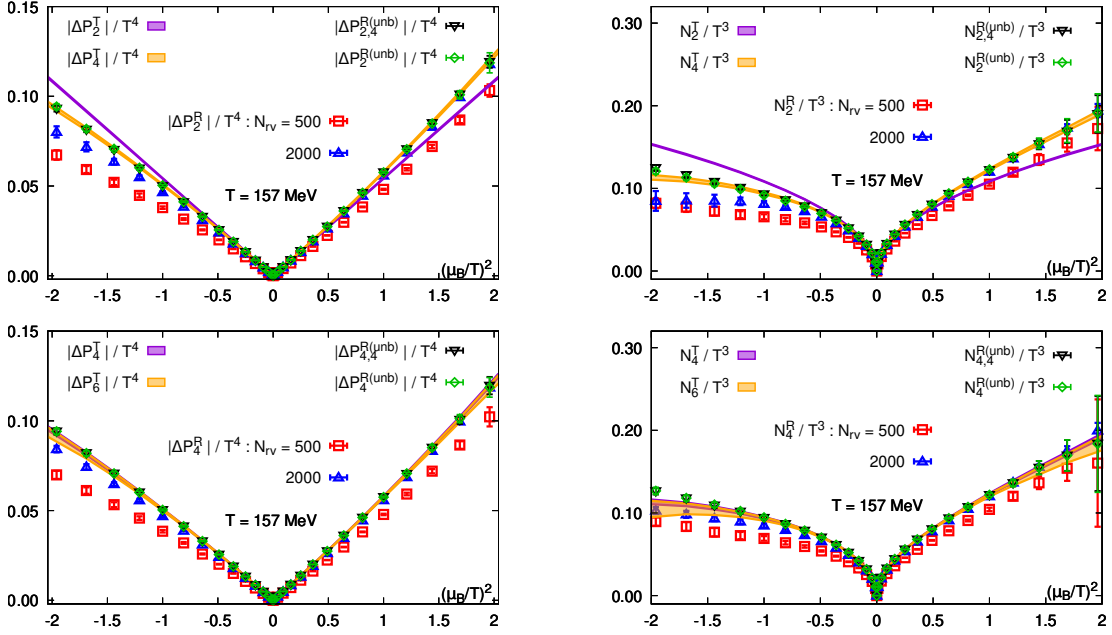 0.15
0.10
0.05
0.00
|ΔP₂ᵀ| / T⁴
|ΔP₄ᵀ| / T⁴
|ΔP₂,₄ᴿ⁽ᵘⁿᵇ⁾| / T⁴
|ΔP₂ᴿ⁽ᵘⁿᵇ⁾| / T⁴
|ΔP₂ᴿ| / T⁴ : Nᵣᵥ = 500
2000
T = 157 MeV
(μ_B/T)²
-2 -1.5 -1 -0.5 0 0.5 1 1.5 2
0.30
0.20
0.10
0.00
N₂ᵀ / T³
N₄ᵀ / T³
N₂,₄ᴿ⁽ᵘⁿᵇ⁾ / T³
N₂ᴿ⁽ᵘⁿᵇ⁾ / T³
N₂ᴿ / T³ : Nᵣᵥ = 500
2000
T = 157 MeV
(μ_B/T)²
-2 -1.5 -1 -0.5 0 0.5 1 1.5 2
0.15
0.10
0.05
0.00
|ΔP₄ᵀ| / T⁴
|ΔP₆ᵀ| / T⁴
|ΔP₄,₄ᴿ⁽ᵘⁿᵇ⁾| / T⁴
|ΔP₄ᴿ⁽ᵘⁿᵇ⁾| / T⁴
|ΔP₄ᴿ| / T⁴ : Nᵣᵥ = 500
2000
T = 157 MeV
(μ_B/T)²
-2 -1.5 -1 -0.5 0 0.5 1 1.5 2
0.30
0.20
0.10
0.00
N₄ᵀ / T³
N₆ᵀ / T³
N₄,₄ᴿ⁽ᵘⁿᵇ⁾ / T³
N₄ᴿ⁽ᵘⁿᵇ⁾ / T³
N₄ᴿ / T³ : Nᵣᵥ = 500
2000
T = 157 MeV
(μ_B/T)²
-2 -1.5 -1 -0.5 0 0.5 1 1.5 2